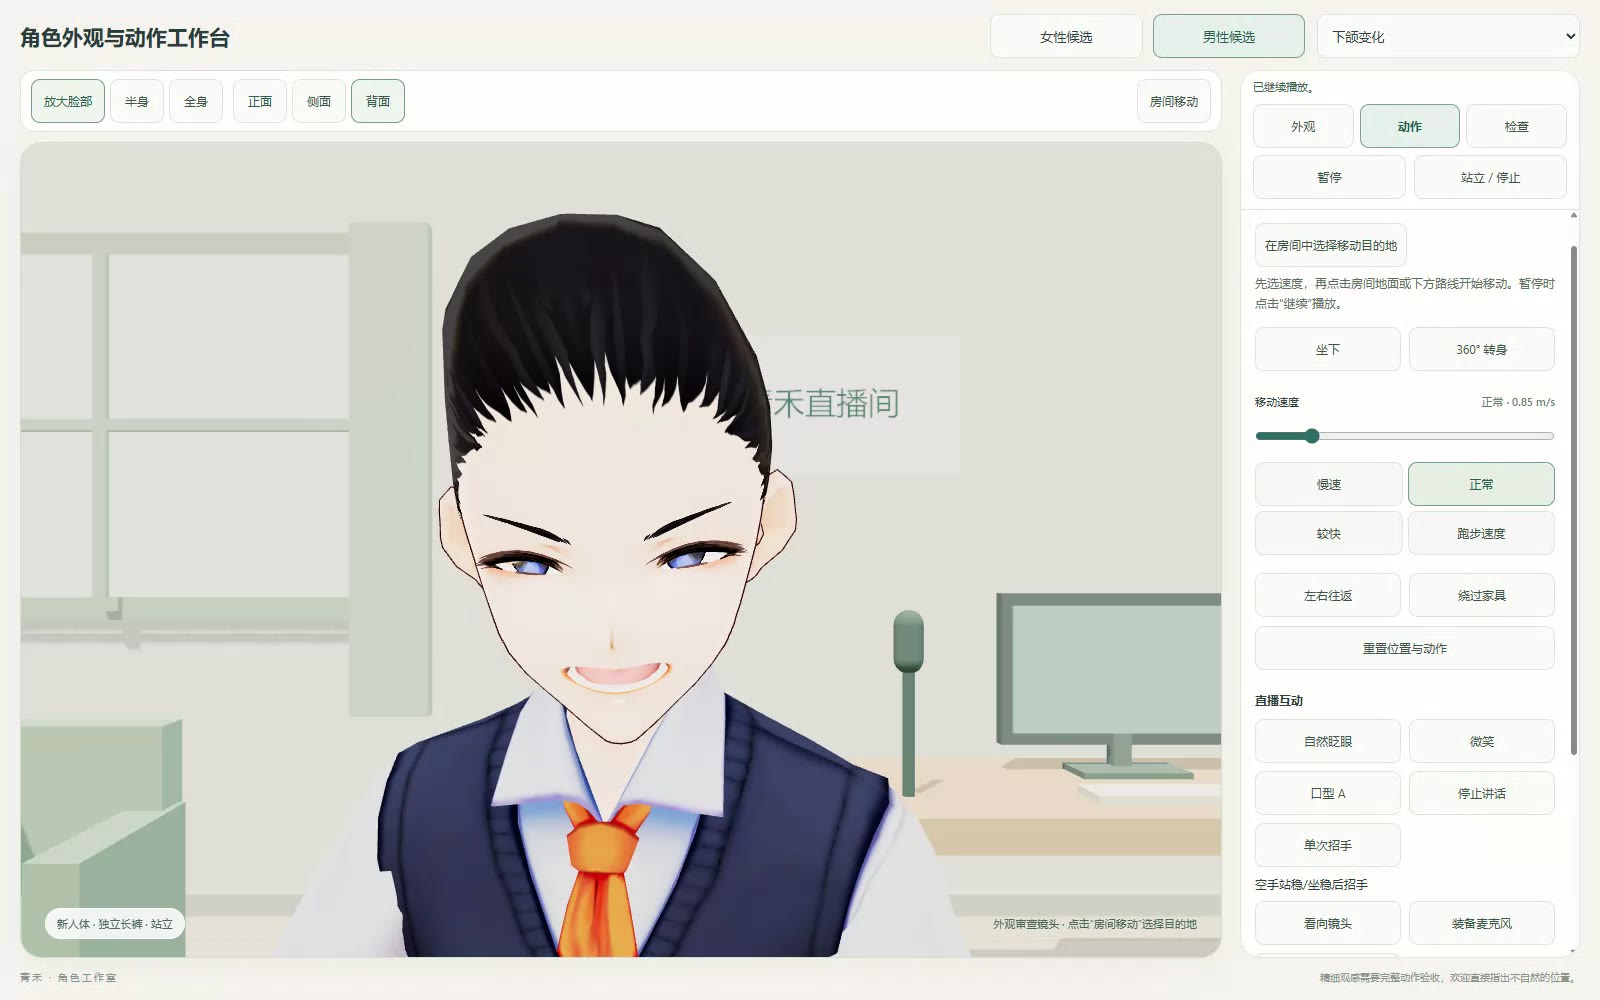 角色外观与动作工作台
女性候选
男性候选
下颌变化
放大脸部
半身
全身
正面
侧面
背面
房间移动
已继续播放。
外观
动作
检查
暂停
站立 / 停止
在房间中选择移动目的地
先选速度，再点击房间地面或下方路线开始移动。暂停时
点击“继续”播放。
坐下
360° 转身
移动速度
正常 · 0.85 m/s
慢速
正常
较快
跑步速度
左右往返
绕过家具
重置位置与动作
直播互动
自然眨眼
微笑
口型 A
停止讲话
单次招手
空手站稳/坐稳后招手
看向镜头
装备麦克风
禾直播间
新人体 · 独立长裤 · 站立
外观审查镜头 · 点击“房间移动”选择目的地
青禾 · 角色工作室
精细观感需要完整动作验收，欢迎直接指出不自然的位置。